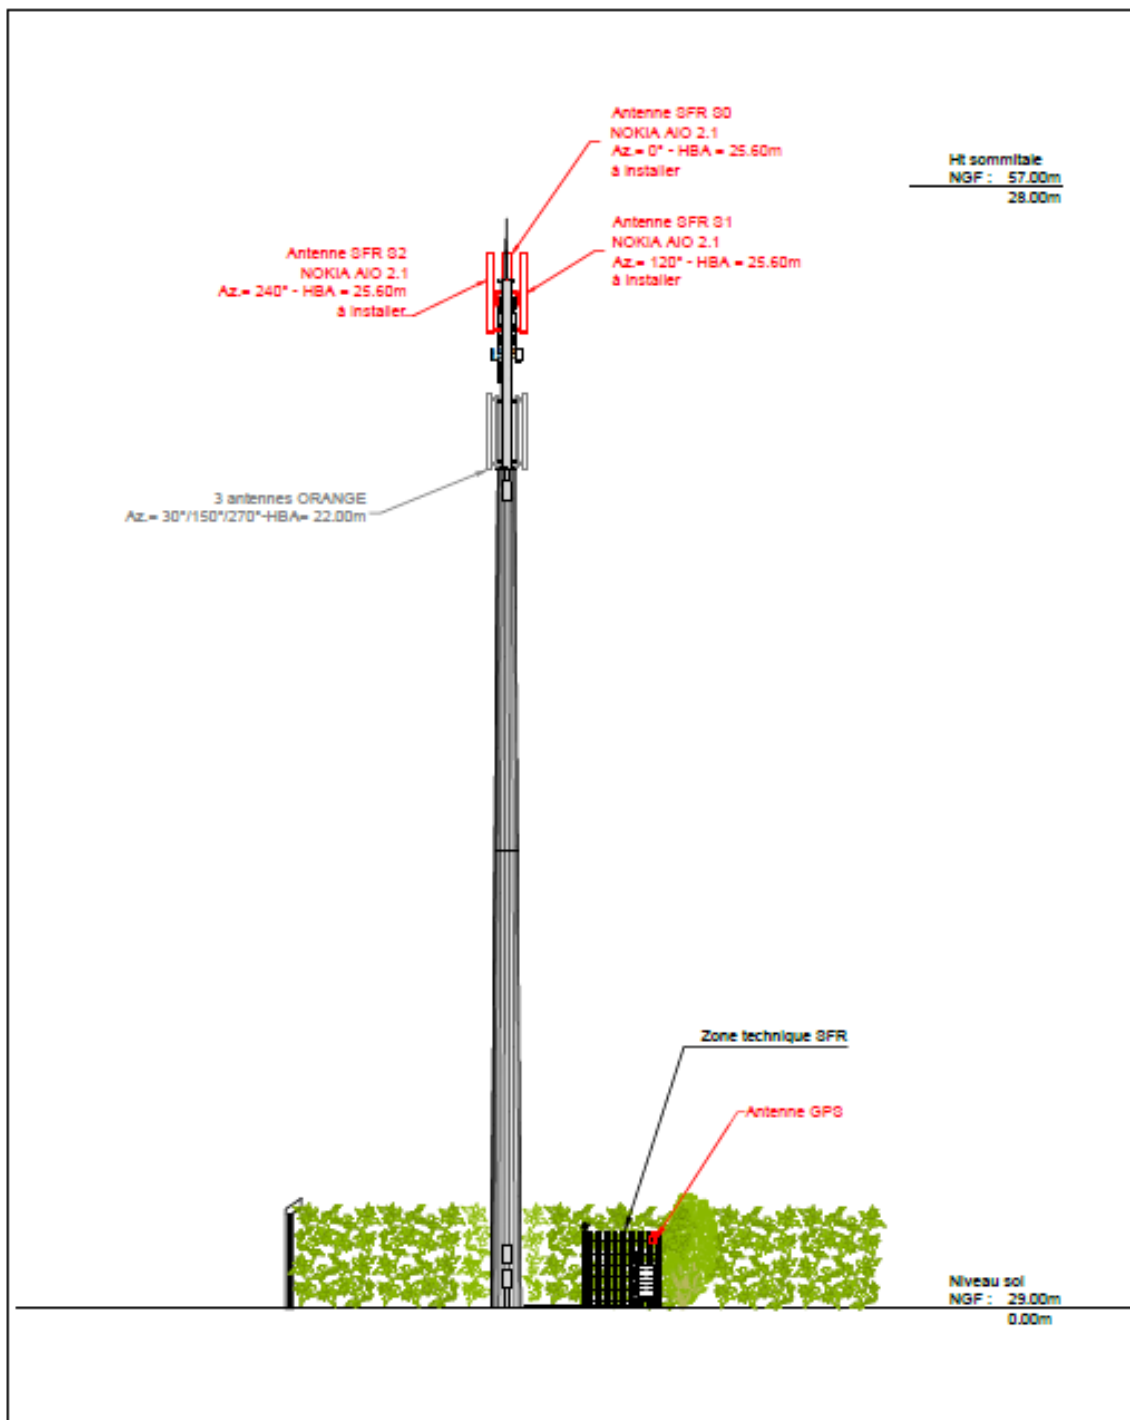 Antenne SFR S0
NOKIA AIO 2.1
Az.= 0° - HBA = 25.60m
à installer
Ht sommitale
NGF : 57.00m
28.00m
Antenne SFR S1
NOKIA AIO 2.1
Az.= 120° - HBA = 25.60m
à installer
Antenne SFR S2
NOKIA AIO 2.1
Az.= 240° - HBA = 25.60m
à installer
3 antennes ORANGE
Az.= 30°/150°/270°-HBA= 22.00m
Zone technique SFR
Antenne GPS
Niveau sol
NGF : 29.00m
0.00m